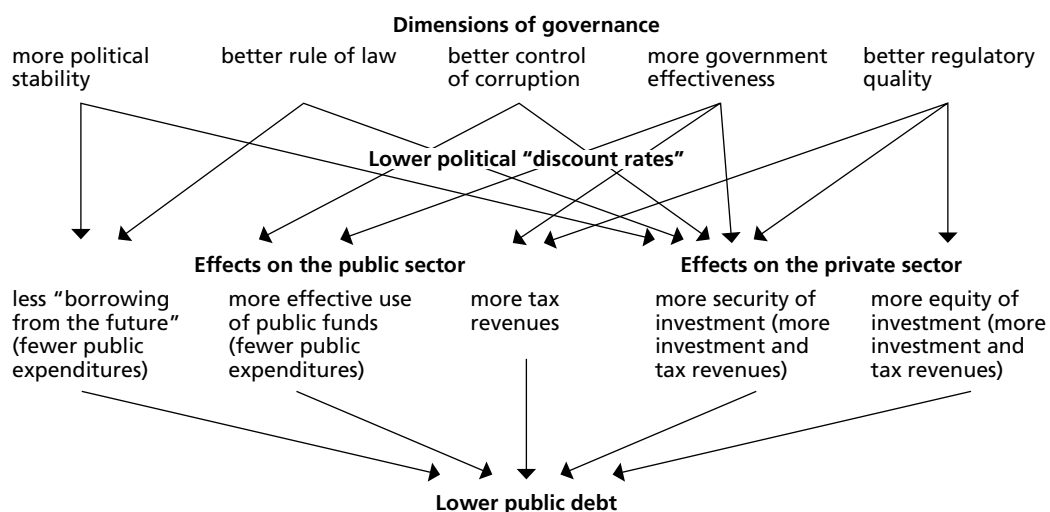 Dimensions of governance
more political
stability
better rule of law
better control
of corruption
more government
effectiveness
better regulatory
quality
Lower political “discount rates”
Effects on the public sector
Effects on the private sector
less “borrowing
from the future”
(fewer public
expenditures)
more effective use
of public funds
(fewer public
expenditures)
more tax
revenues
more security of
investment (more
investment and
tax revenues)
more equity of
investment (more
investment and
tax revenues)
Lower public debt